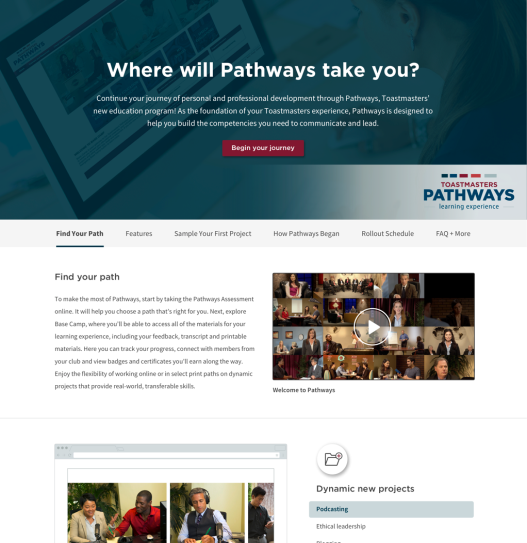 Where will Pathways take you?
Continue your journey of personal and professional development through Pathways, Toastmasters'
new education program! As the foundation of your Toastmasters experience, Pathways is designed to
help you build the competencies you need to communicate and lead.
Begin your journey
TOASTMASTERS
PATHWAYS
learning experience
Find Your Path Features Sample Your First Project How Pathways Began Rollout Schedule FAQ + More
Find your path
To make the most of Pathways, start by taking the Pathways Assessment
online. It will help you choose a path that's right for you. Next, explore
Base Camp, where you'll be able to access all of the materials for your
learning experience, including your feedback, transcript and printable
materials. Here you can track your progress, connect with members from
your club and view badges and certificates you'll earn along the way.
Enjoy the flexibility of working online or in select print paths on dynamic
projects that provide real-world, transferable skills.
Welcome to Pathways
Dynamic new projects
Podcasting
Ethical leadership